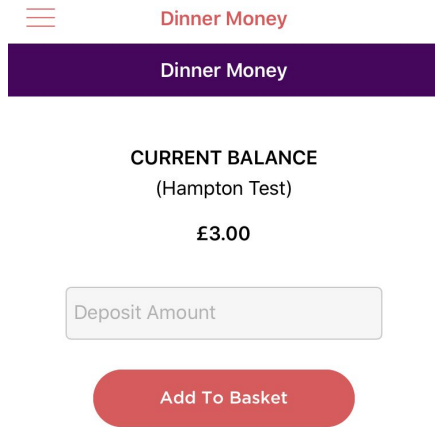 Dinner Money
Dinner Money
CURRENT BALANCE
(Hampton Test)
£3.00
Deposit Amount
Add To Basket